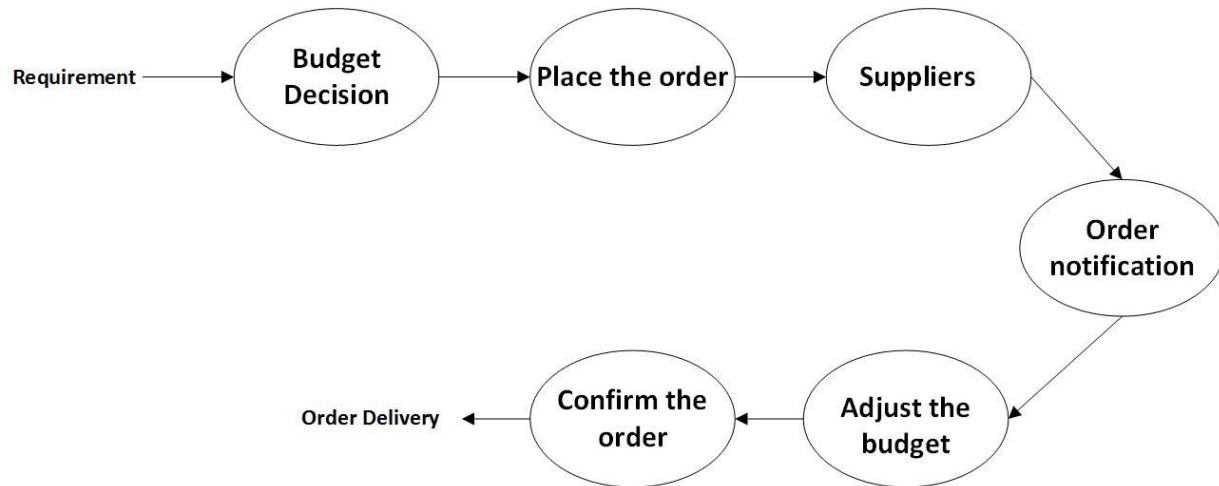 Requirement
Budget
Decision
Place the order
Suppliers
Order
notification
Adjust the
budget
Confirm the
order
Order Delivery